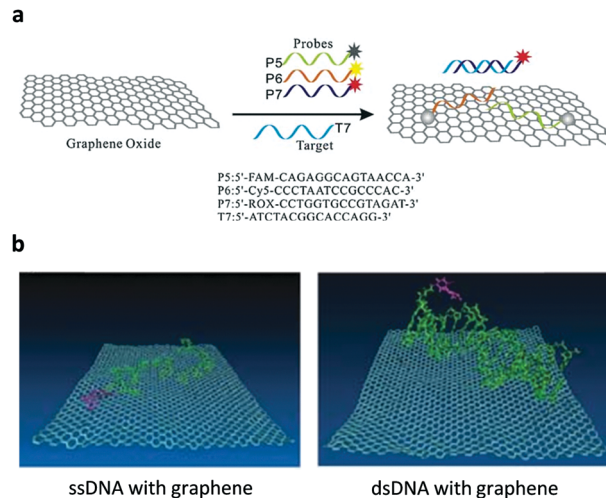 a
Probes
P5
P6
P7
T7
Target
Graphene Oxide
P5:5'-FAM-CAGAGGCAGTAACCA-3'
P6:5'-Cy5-CCCTAATCCGCCCAC-3'
P7:5'-ROX-CCTGGTGCCGTAGAT-3'
T7:5'-ATCTACGGCACCAGG-3'
b
ssDNA with graphene
dsDNA with graphene